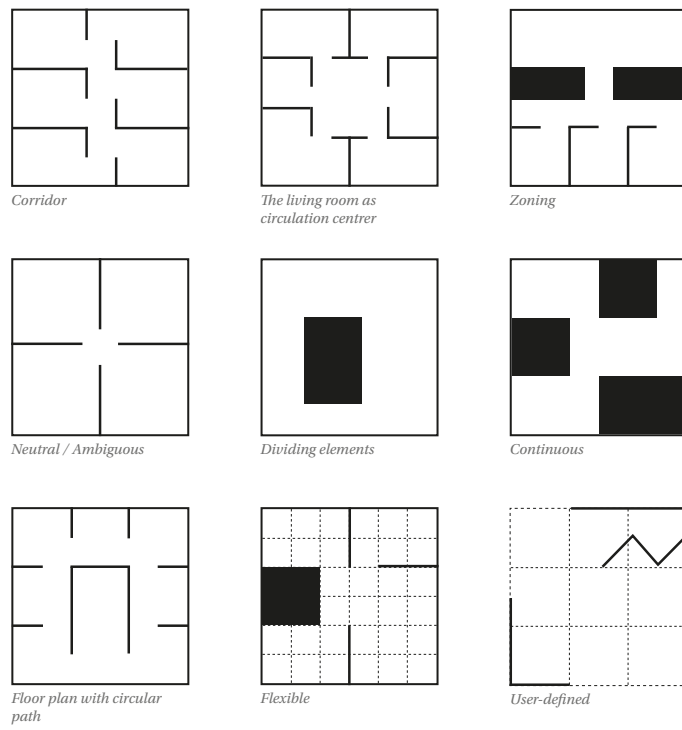 Corridor
The living room as
circulation centrer
Zoning
Neutral / Ambiguous
Dividing elements
Continuous
Floor plan with circular
path
Flexible
User-defined